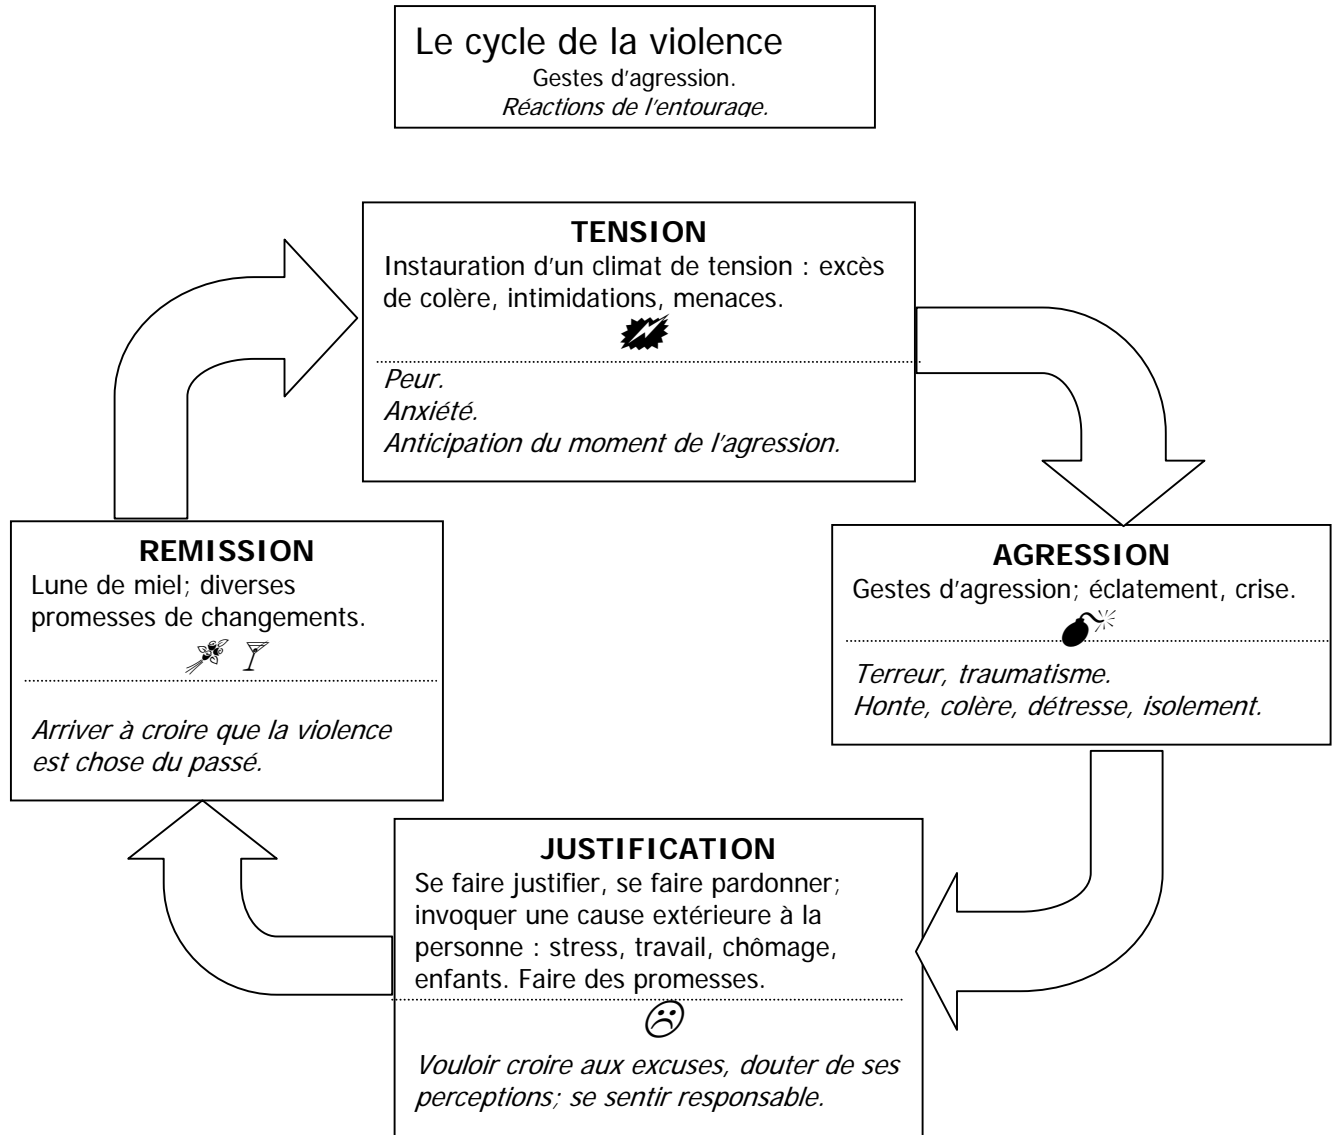 Le cycle de la violence
Gestes d'agression.
Réactions de l'entourage.
TENSION
Instauration d'un climat de tension : excès
de colère, intimidations, menaces.
Peur.
Anxiété.
Anticipation du moment de l'agression.
AGRESSION
Gestes d'agression; éclatement, crise.
Terreur, traumatisme.
Honte, colère, détresse, isolement.
JUSTIFICATION
Se faire justifier, se faire pardonner;
invoquer une cause extérieure à la
personne : stress, travail, chômage,
enfants. Faire des promesses.
Vouloir croire aux excuses, douter de ses
perceptions; se sentir responsable.
REMISSION
Lune de miel; diverses
promesses de changements.
Arriver à croire que la violence
est chose du passé.